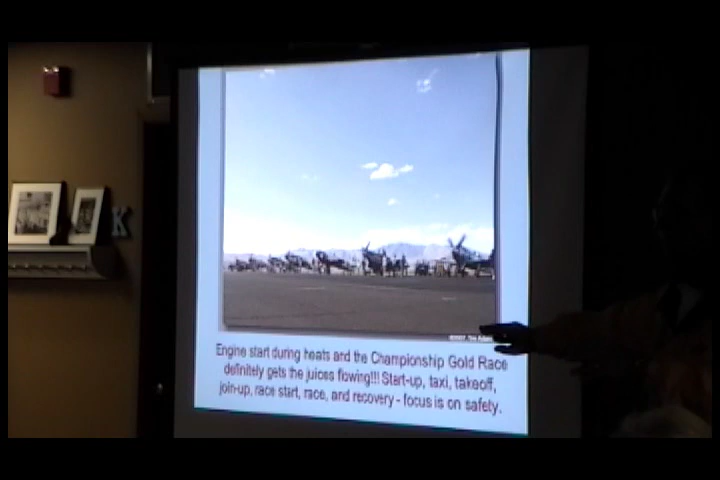 K
Engine start during heats and the Championship Gold Race
definitely gets the juices flowing!!! Start-up, taxi, takeoff,
join-up, race start, race, and recovery - focus is on safety.